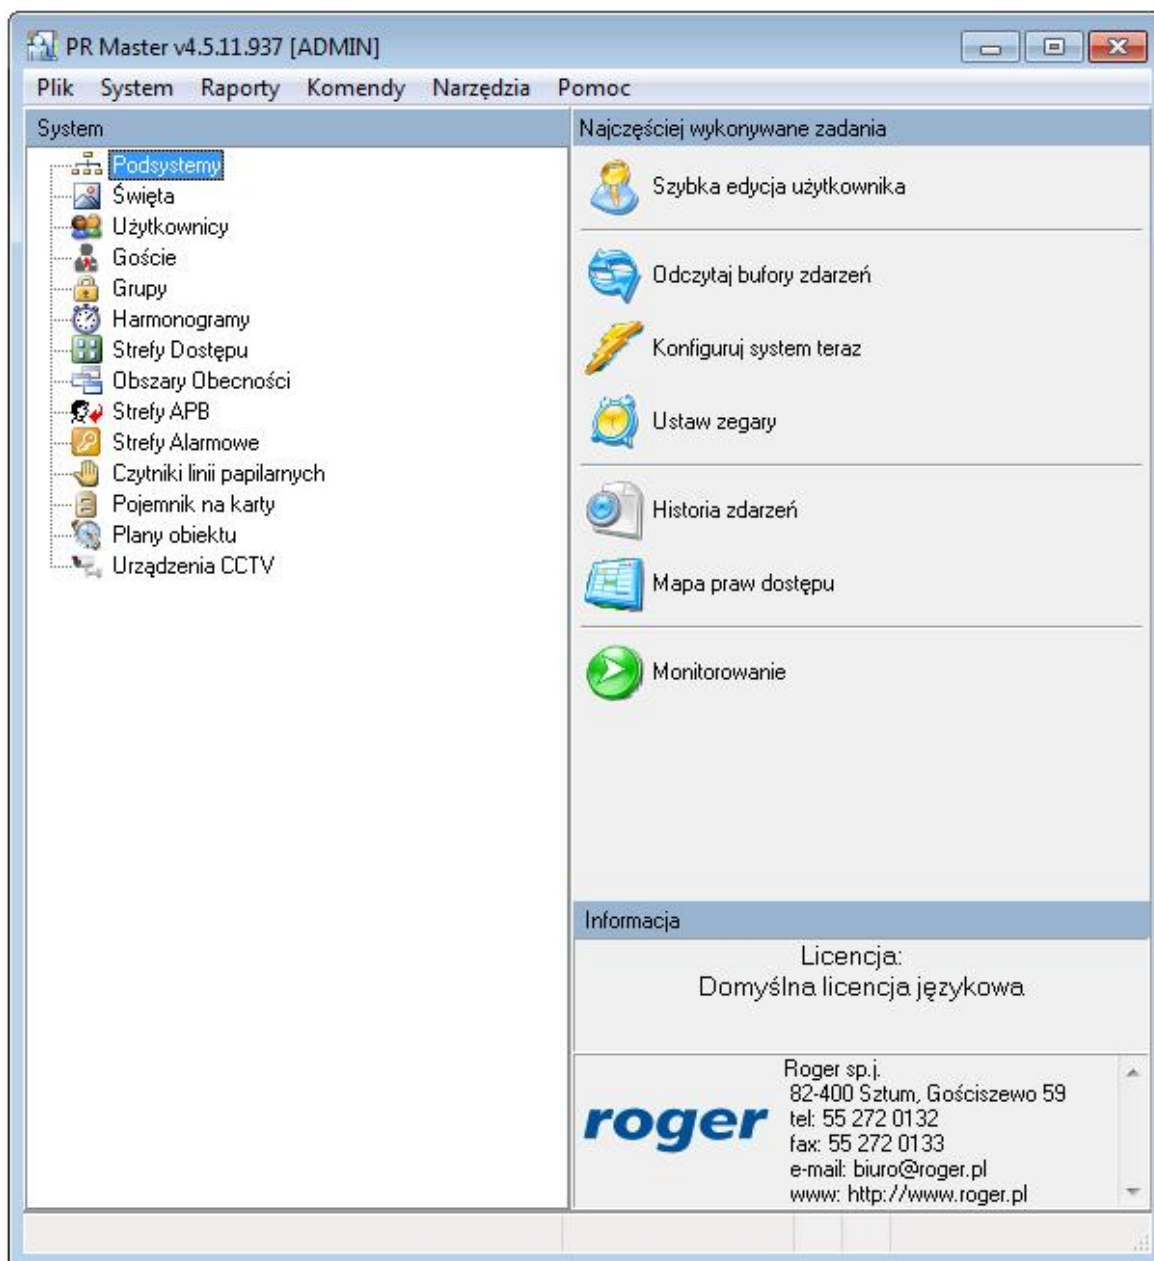 PR Master v4.5.11.937 [ADMIN]
Plik System Raporty Komendy Narzędzia Pomoc
System
Podsystemy
Święta
Użytkownicy
Goście
Grupy
Harmonogramy
Strefy Dostępu
Obszary Obecności
Strefy APB
Strefy Alarmowe
Czytniki linii papilarnych
Pojemnik na karty
Plany obiektu
Urządzenia CCTV
Najczęściej wykonywane zadania
Szybka edycja użytkownika
Odczytaj bufory zdarzeń
Konfiguruj system teraz
Ustaw zegary
Historia zdarzeń
Mapa praw dostępu
Monitorowanie
Informacja
Licencja:
Domyślna licencja językowa
roger
Roger sp.j.
82-400 Sztum, Gościszewo 59
tel: 55 272 0132
fax: 55 272 0133
e-mail: biuro@roger.pl
www: http://www.roger.pl